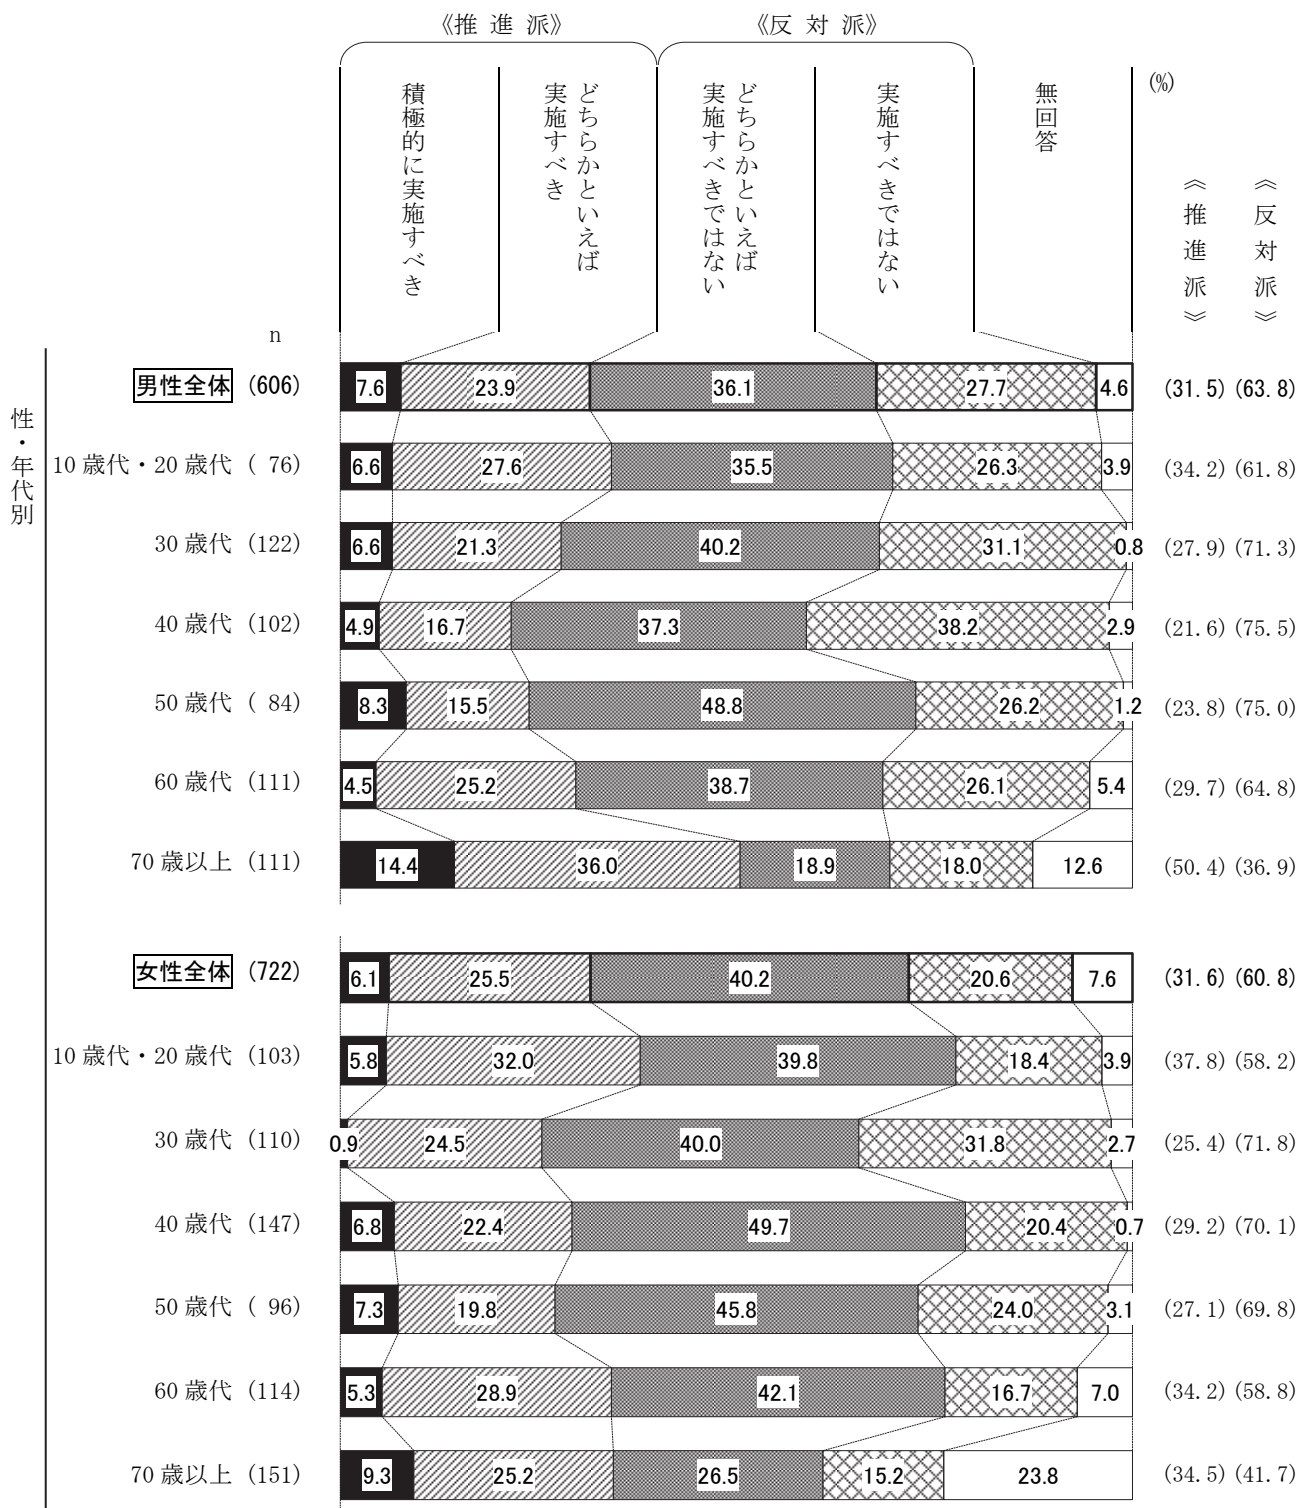 《推 進 派》 《反 対 派》
(%)
積極的に実施すべき
どちらかといえば
実施すべき
どちらかといえば
実施すべきではない
実施すべきではない
無回答
《推進派》
《反対派》
n
性・年代別
男性全体 (606) 7.6 23.9 36.1 27.7 4.6 (31.5) (63.8)
10歳代・20歳代 ( 76) 6.6 27.6 35.5 26.3 3.9 (34.2) (61.8)
30歳代 (122) 6.6 21.3 40.2 31.1 0.8 (27.9) (71.3)
40歳代 (102) 4.9 16.7 37.3 38.2 2.9 (21.6) (75.5)
50歳代 ( 84) 8.3 15.5 48.8 26.2 1.2 (23.8) (75.0)
60歳代 (111) 4.5 25.2 38.7 26.1 5.4 (29.7) (64.8)
70歳以上 (111) 14.4 36.0 18.9 18.0 12.6 (50.4) (36.9)
女性全体 (722) 6.1 25.5 40.2 20.6 7.6 (31.6) (60.8)
10歳代・20歳代 (103) 5.8 32.0 39.8 18.4 3.9 (37.8) (58.2)
30歳代 (110) 0.9 24.5 40.0 31.8 2.7 (25.4) (71.8)
40歳代 (147) 6.8 22.4 49.7 20.4 0.7 (29.2) (70.1)
50歳代 ( 96) 7.3 19.8 45.8 24.0 3.1 (27.1) (69.8)
60歳代 (114) 5.3 28.9 42.1 16.7 7.0 (34.2) (58.8)
70歳以上 (151) 9.3 25.2 26.5 15.2 23.8 (34.5) (41.7)